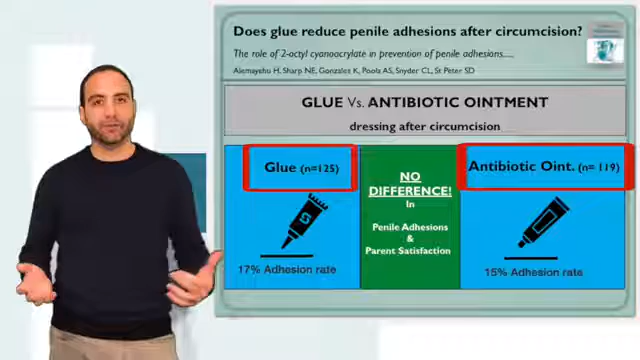 Does glue reduce penile adhesions after circumcision?
The role of 2-octyl cyanoacrylate in prevention of penile adhesions.....
Alemayehu H, Sharp NE, Gonzalez K, Poola AS, Snyder CL, St Peter SD
GLUE Vs. ANTIBIOTIC OINTMENT
dressing after circumcision
Glue (n=125)
17% Adhesion rate
NO
DIFFERENCE!
In
Penile Adhesions
&
Parent Satisfaction
Antibiotic Oint. (n= 119)
15% Adhesion rate